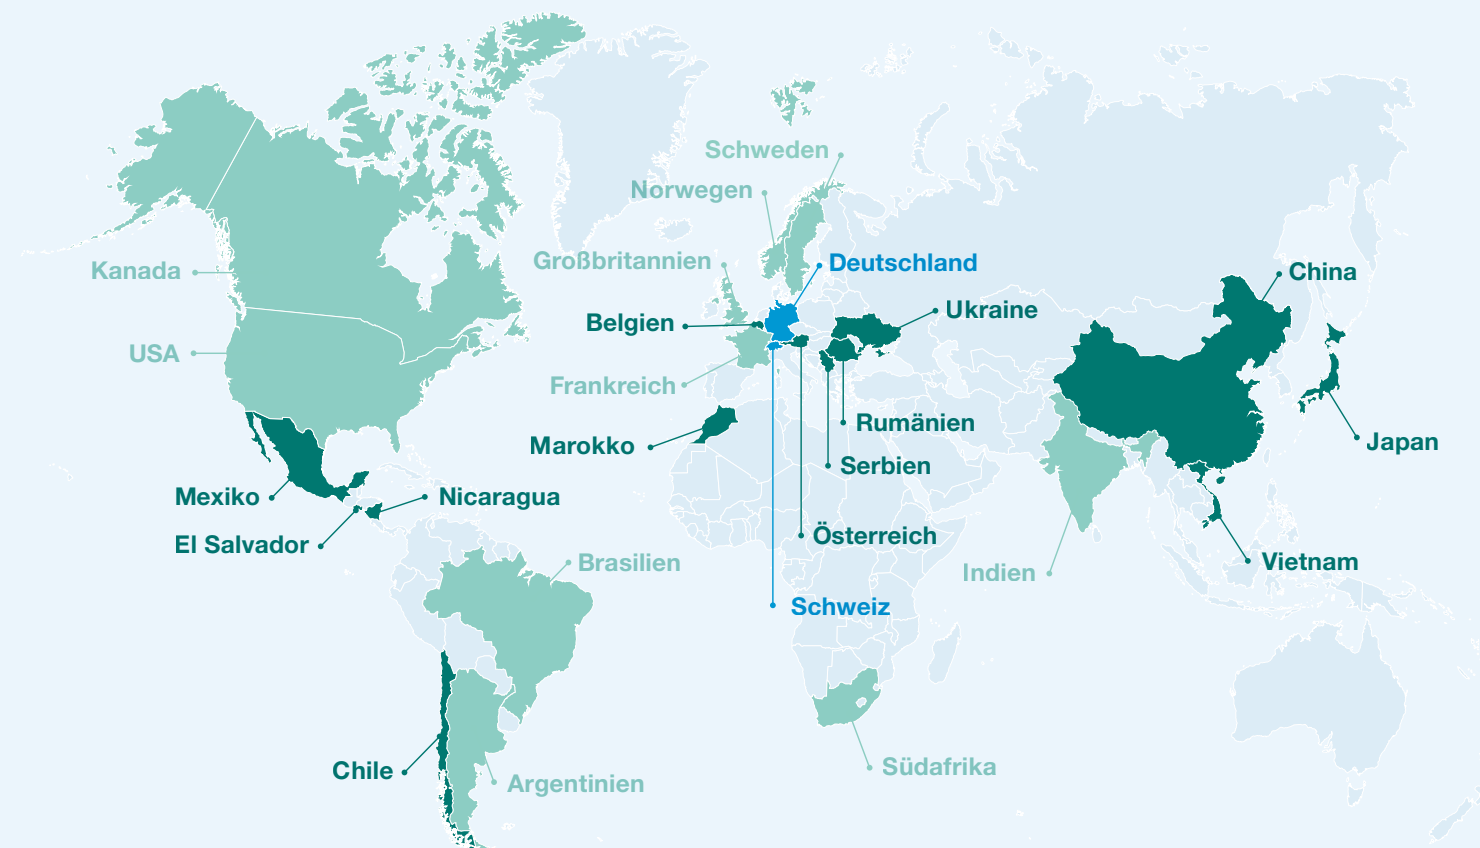 Schweden
Norwegen
Großbritannien
Deutschland
Kanada
China
Belgien
Ukraine
USA
Frankreich
Rumänien
Marokko
Japan
Serbien
Mexiko
Nicaragua
Österreich
El Salvador
Brasilien
Indien
Vietnam
Schweiz
Südafrika
Chile
Argentinien